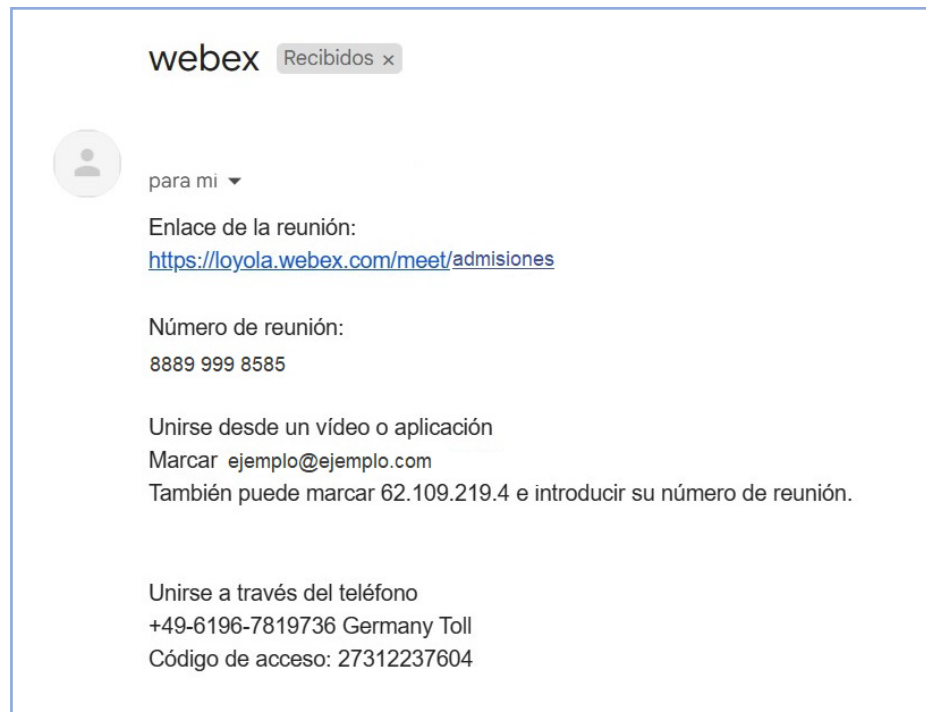 webex Recibidos ×
para mi
Enlace de la reunión:
https://loyola.webex.com/meet/admisiones
Número de reunión:
8889 999 8585
Unirse desde un vídeo o aplicación
Marcar ejemplo@ejemplo.com
También puede marcar 62.109.219.4 e introducir su número de reunión.
Unirse a través del teléfono
+49-6196-7819736 Germany Toll
Código de acceso: 27312237604